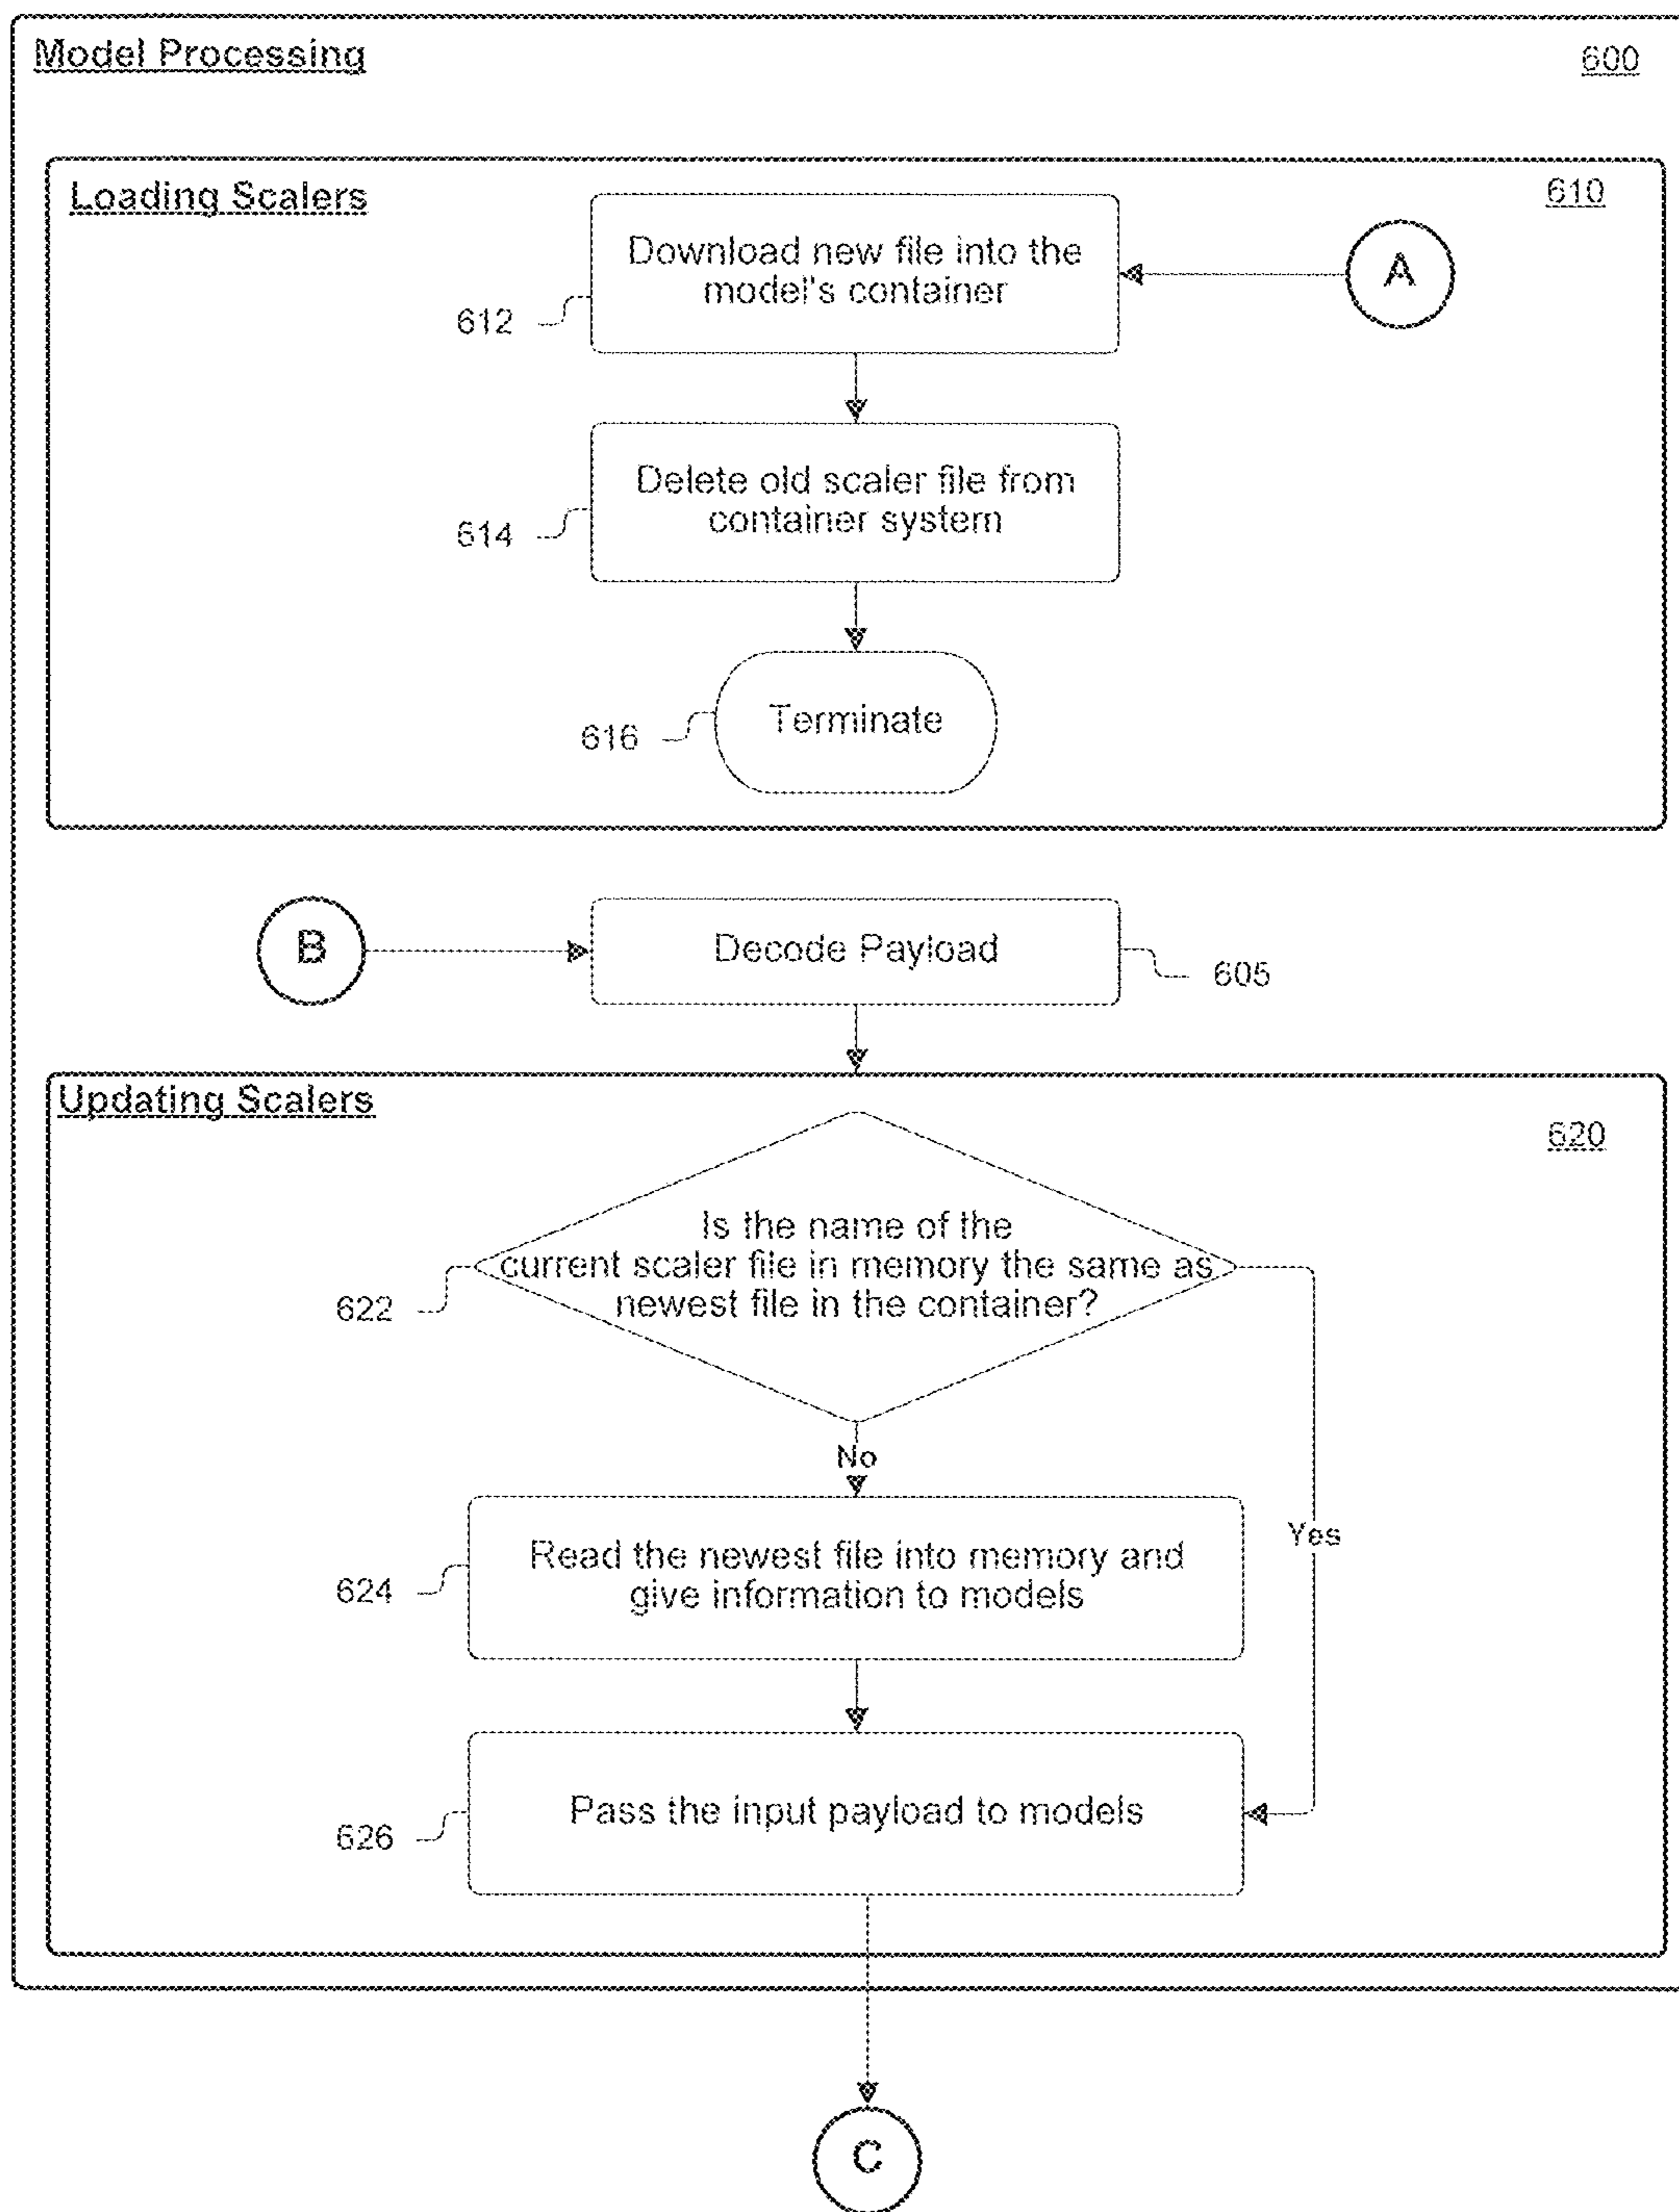 Model Processing
600
Loading Scalers
610
Download new file into the
model's container
A
612
Delete old scaler file from
container system
614
Terminate
616
B
Decode Payload
605
Updating Scalers
620
Is the name of the
current scaler file in memory the same as
newest file in the container?
622
No
Yes
Read the newest file into memory and
give information to models
624
Pass the input payload to models
626
C